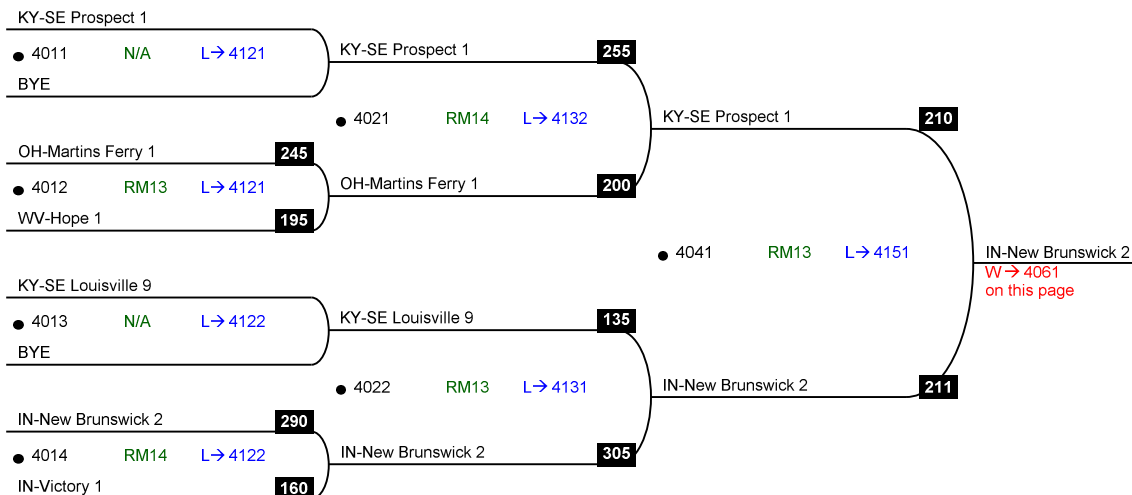 KY-SE Prospect 1
4011 N/A L→ 4121
BYE
KY-SE Prospect 1 255
4021 RM14 L→ 4132
OH-Martins Ferry 1 245
4012 RM13 L→ 4121
WV-Hope 1 195
OH-Martins Ferry 1 200
KY-SE Prospect 1 210
4041 RM13 L→ 4151
KY-SE Louisville 9
4013 N/A L→ 4122
BYE
KY-SE Louisville 9 135
4022 RM13 L→ 4131
IN-New Brunswick 2 290
4014 RM14 L→ 4122
IN-Victory 1 160
IN-New Brunswick 2 305
IN-New Brunswick 2 211
IN-New Brunswick 2
W→ 4061
on this page